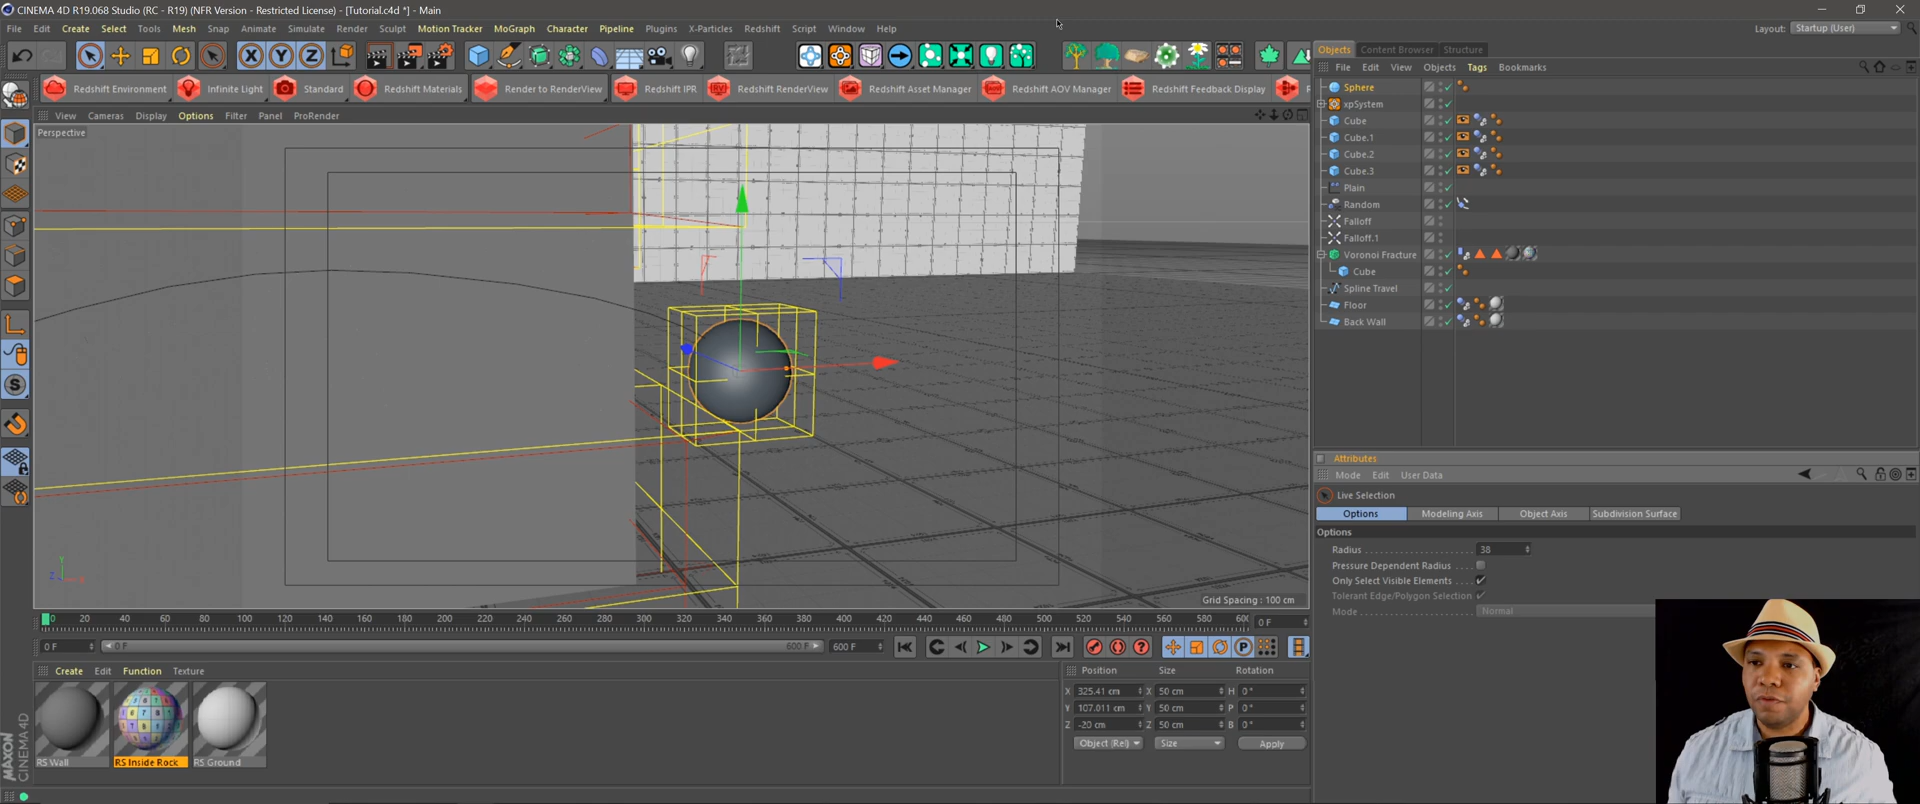 CINEMA 4D R19.068 Studio (RC - R19) (NFR Version - Restricted License) - [Tutorial.c4d *] - Main
File Edit Create Select Tools Mesh Snap Animate Simulate Render Sculpt Motion Tracker MoGraph Character Pipeline Plugins X-Particles Redshift Script Window Help
Layout: Startup (User)
X Y Z
Redshift Environment Infinite Light Standard Redshift Materials Render to RenderView Redshift IPR Redshift RenderView Redshift Asset Manager Redshift AOV Manager Redshift Feedback Display
View Cameras Display Options Filter Panel ProRender
Perspective
Grid Spacing : 100 cm
Objects Content Browser Structure
File Edit View Objects Tags Bookmarks
Sphere
xpSystem
Cube
Cube.1
Cube.2
Cube.3
Plain
Random
Falloff
Falloff.1
Voronoi Fracture
Cube
Spline Travel
Floor
Back Wall
Attributes
Mode Edit User Data
Live Selection
Options Modeling Axis Object Axis Subdivision Surface
Options
Radius 38
Pressure Dependent Radius
Only Select Visible Elements
Tolerant Edge/Polygon Selection
Mode Normal
0 20 40 60 80 100 120 140 160 180 200 220 240 260 280 300 320 340 360 380 400 420 440 460 480 500 520 540 560 580 0 F
0 F 0 F 600 F 600 F
Create Edit Function Texture
RS Wall RS Inside Rock RS Ground
Position Size Rotation
X 325.41 cm X 50 cm H 0°
Y 107.011 cm Y 50 cm P 0°
Z -20 cm Z 50 cm B 0°
Object (Rel) Size Apply
MAXON
CINEMA 4D